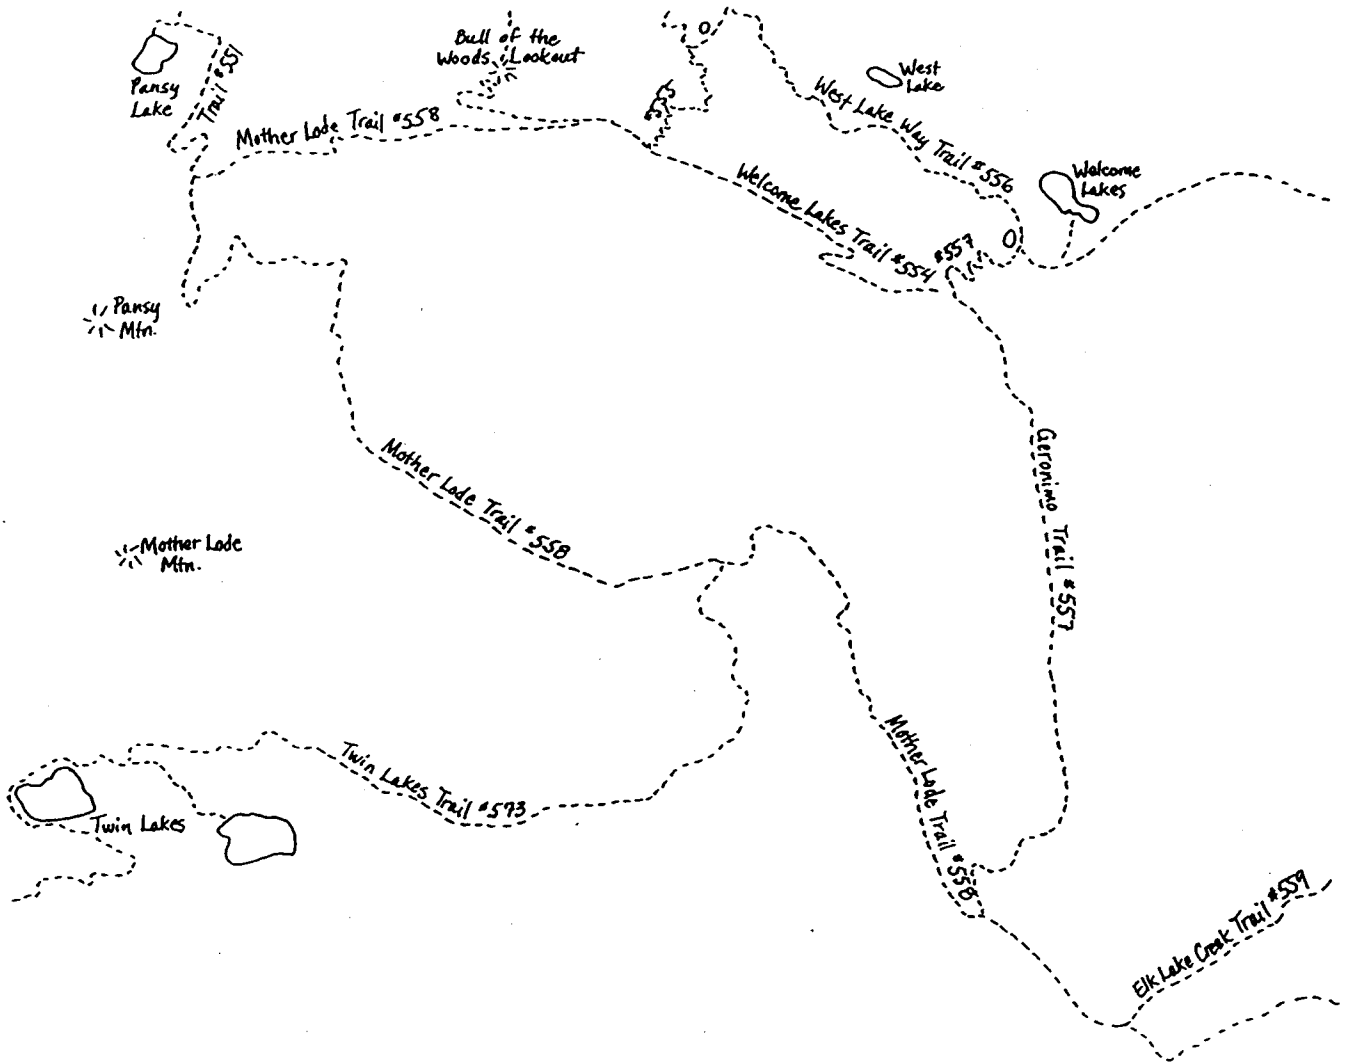 Bull of the
Woods Lookout
Trail #551
Pansy
Lake
West
Lake
#555
Mother Lode Trail #558
West Lake Way Trail #556
Welcome
Lakes
Welcome Lakes Trail #554
#557
Pansy
Mtn.
Geronimo Trail #557
Mother Lode Trail #558
Mother Lode
Mtn.
Mother Lode Trail #558
Twin Lakes Trail #573
Twin Lakes
Elk Lake Creek Trail #559